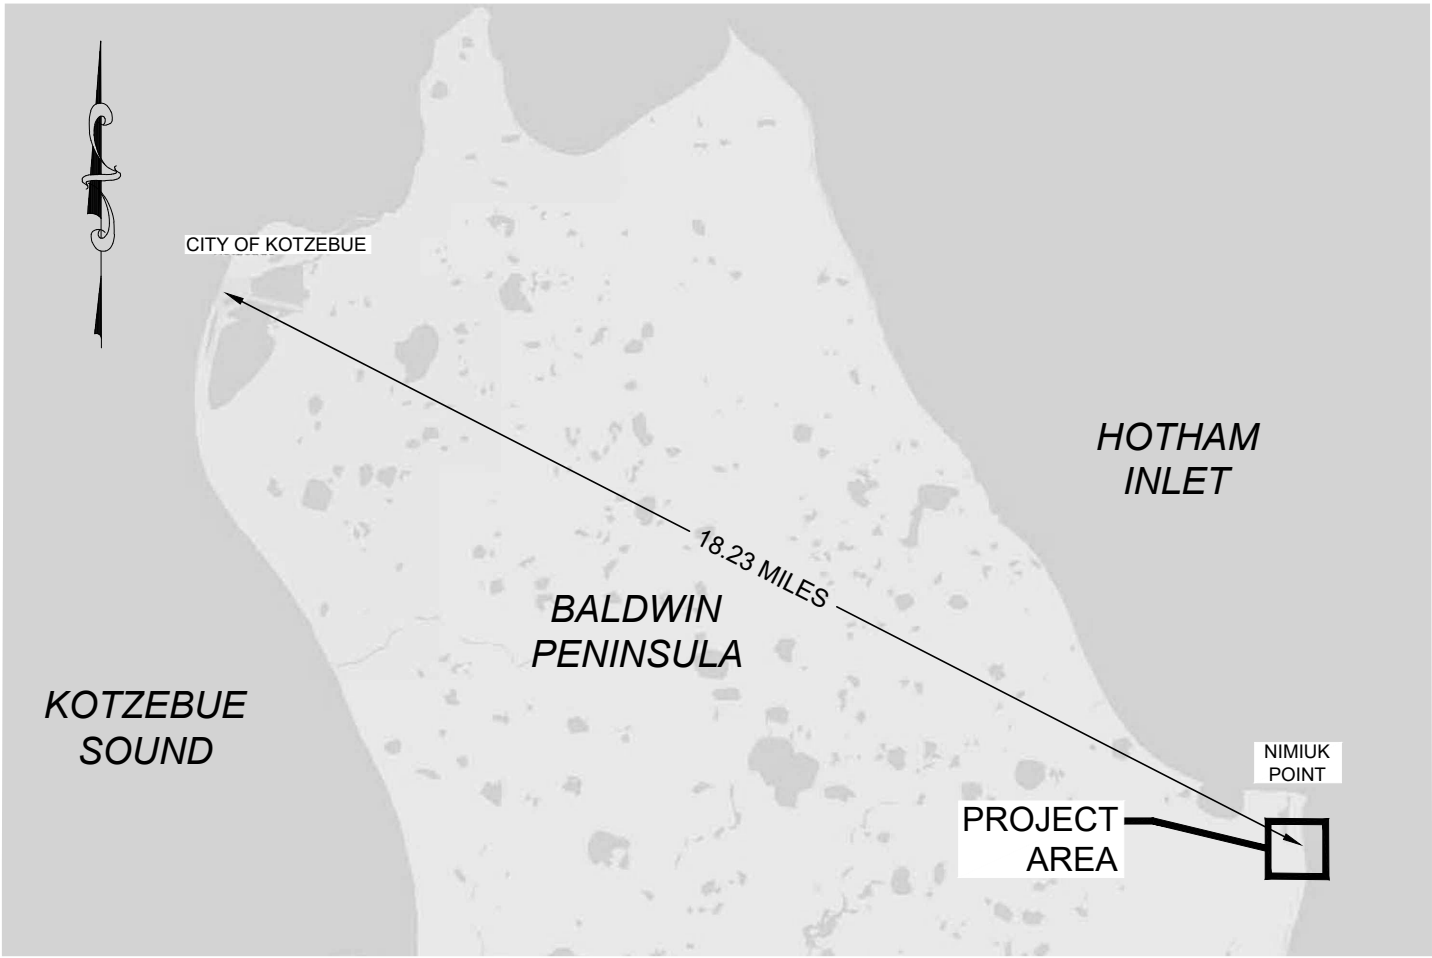 CITY OF KOTZEBUE
HOTHAM
INLET
18.23 MILES
BALDWIN
PENINSULA
KOTZEBUE
SOUND
NIMIUK
POINT
PROJECT
AREA